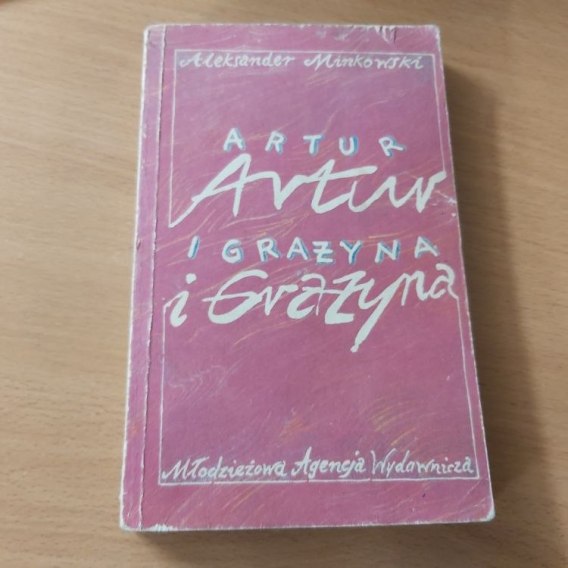 Aleksander Minkowski
ARTUR
Artur
I GRAŻYNA
i Grażyna
Młodzieżowa Agencja Wydawnicza